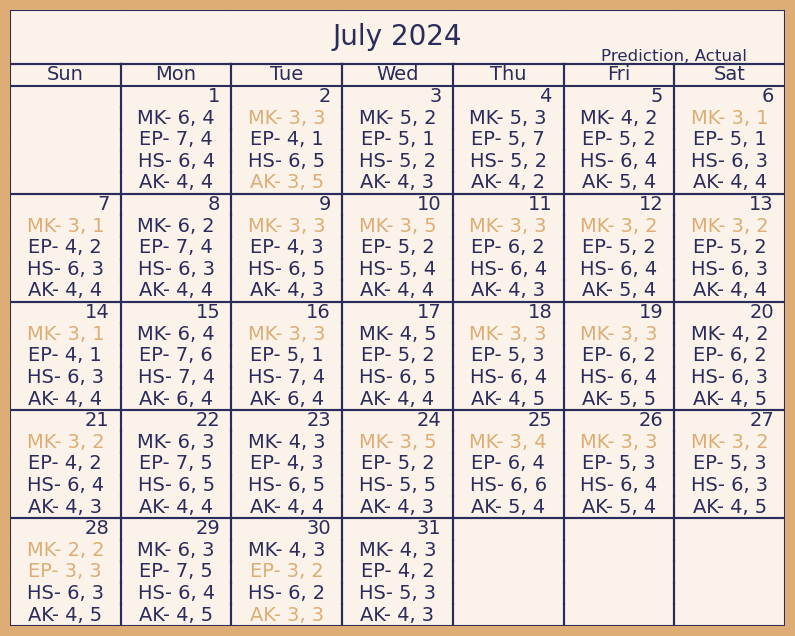 July 2024
Prediction, Actual
Sun Mon Tue Wed Thu Fri Sat
1 2 3 4 5 6
MK- 6, 4 MK- 3, 3 MK- 5, 2 MK- 5, 3 MK- 4, 2 MK- 3, 1
EP- 7, 4 EP- 4, 1 EP- 5, 1 EP- 5, 7 EP- 5, 2 EP- 5, 1
HS- 6, 4 HS- 6, 5 HS- 5, 2 HS- 5, 2 HS- 6, 4 HS- 6, 3
AK- 4, 4 AK- 3, 5 AK- 4, 3 AK- 4, 2 AK- 5, 4 AK- 4, 4
7 8 9 10 11 12 13
MK- 3, 1 MK- 6, 2 MK- 3, 3 MK- 3, 5 MK- 3, 3 MK- 3, 2 MK- 3, 2
EP- 4, 2 EP- 7, 4 EP- 4, 3 EP- 5, 2 EP- 6, 2 EP- 5, 2 EP- 5, 2
HS- 6, 3 HS- 6, 3 HS- 6, 5 HS- 5, 4 HS- 6, 4 HS- 6, 4 HS- 6, 3
AK- 4, 4 AK- 4, 4 AK- 4, 3 AK- 4, 4 AK- 4, 3 AK- 5, 4 AK- 4, 4
14 15 16 17 18 19 20
MK- 3, 1 MK- 6, 4 MK- 3, 3 MK- 4, 5 MK- 3, 3 MK- 3, 3 MK- 4, 2
EP- 4, 1 EP- 7, 6 EP- 5, 1 EP- 5, 2 EP- 5, 3 EP- 6, 2 EP- 6, 2
HS- 6, 3 HS- 7, 4 HS- 7, 4 HS- 6, 5 HS- 6, 4 HS- 6, 4 HS- 6, 3
AK- 4, 4 AK- 6, 4 AK- 6, 4 AK- 4, 4 AK- 4, 5 AK- 5, 5 AK- 4, 5
21 22 23 24 25 26 27
MK- 3, 2 MK- 6, 3 MK- 4, 3 MK- 3, 5 MK- 3, 4 MK- 3, 3 MK- 3, 2
EP- 4, 2 EP- 7, 5 EP- 4, 3 EP- 5, 2 EP- 6, 4 EP- 5, 3 EP- 5, 3
HS- 6, 4 HS- 6, 5 HS- 6, 5 HS- 5, 5 HS- 6, 6 HS- 6, 4 HS- 6, 3
AK- 4, 3 AK- 4, 4 AK- 4, 4 AK- 4, 3 AK- 5, 4 AK- 5, 4 AK- 4, 5
28 29 30 31
MK- 2, 2 MK- 6, 3 MK- 4, 3 MK- 4, 3
EP- 3, 3 EP- 7, 5 EP- 3, 2 EP- 4, 2
HS- 6, 3 HS- 6, 4 HS- 6, 2 HS- 5, 3
AK- 4, 5 AK- 4, 5 AK- 3, 3 AK- 4, 3